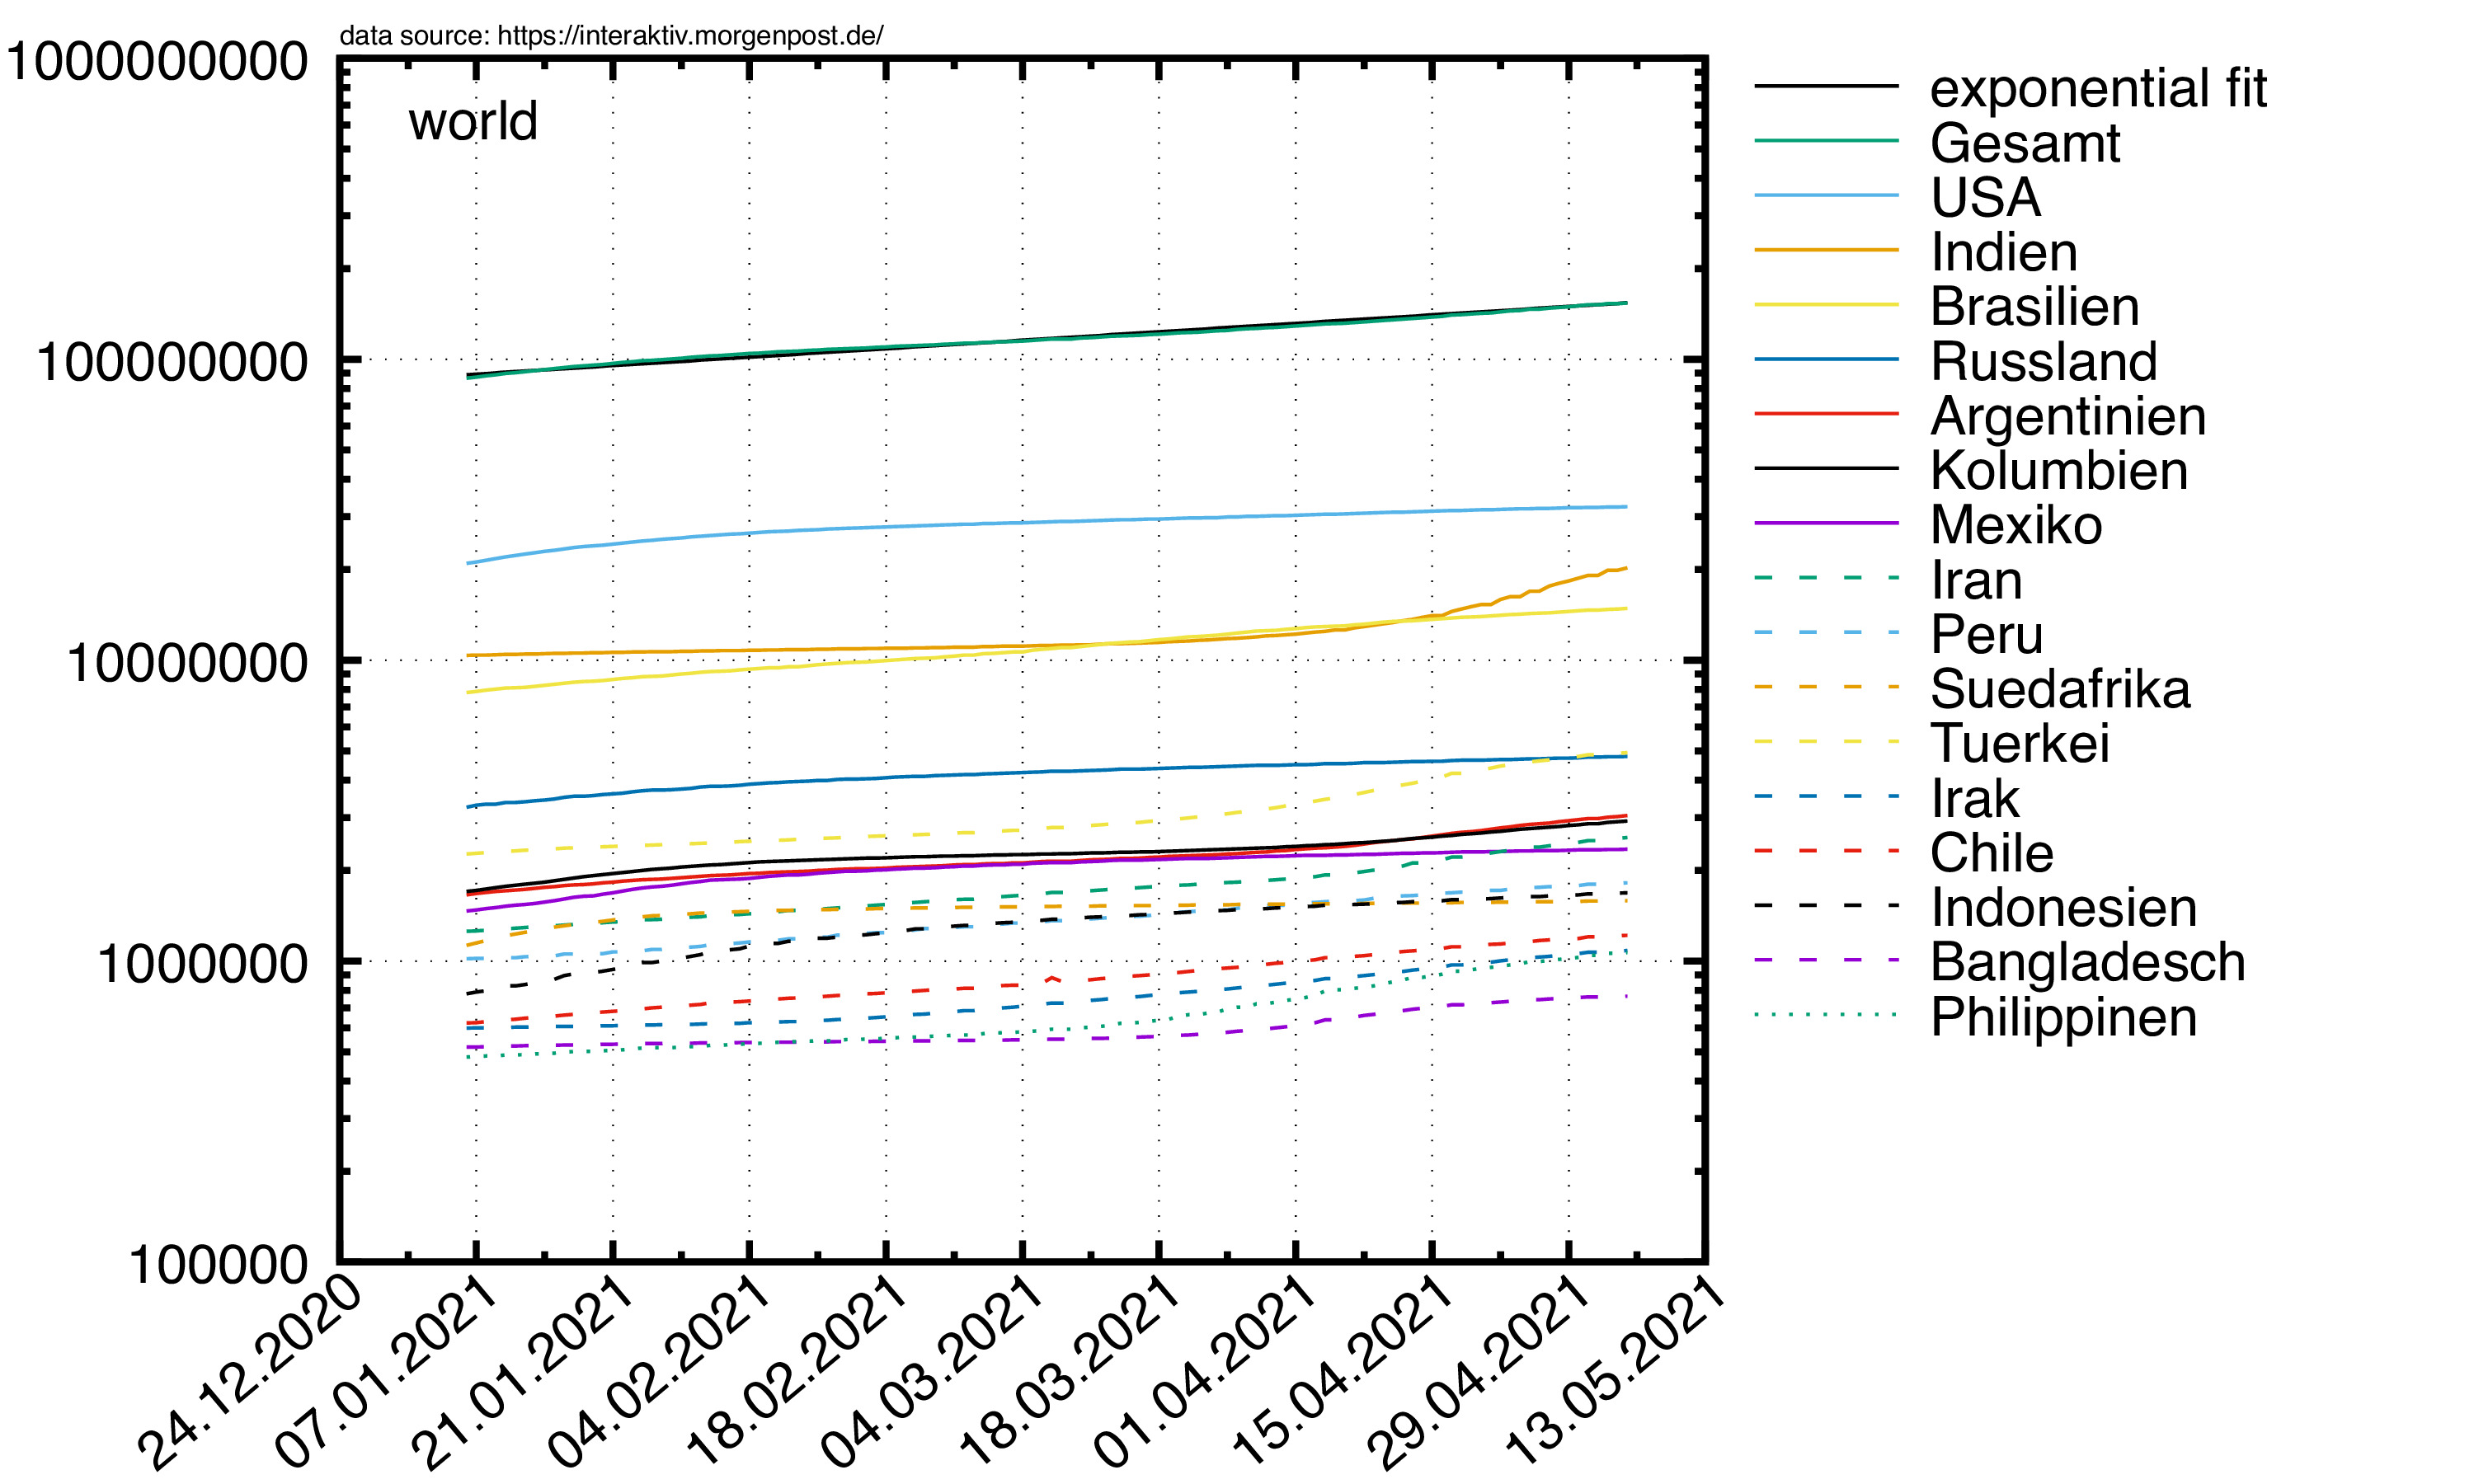 data source: https://interaktiv.morgenpost.de/
1000000000
world
100000000
10000000
1000000
100000
24.12.2020
07.01.2021
21.01.2021
04.02.2021
18.02.2021
04.03.2021
18.03.2021
01.04.2021
15.04.2021
29.04.2021
13.05.2021
exponential fit
Gesamt
USA
Indien
Brasilien
Russland
Argentinien
Kolumbien
Mexiko
Iran
Peru
Suedafrika
Tuerkei
Irak
Chile
Indonesien
Bangladesch
Philippinen